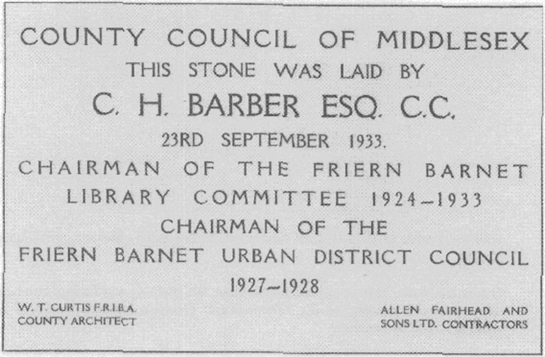 COUNTY COUNCIL OF MIDDLESEX
THIS STONE WAS LAID BY
C. H. BARBER ESQ. C.C.
23RD SEPTEMBER 1933.
CHAIRMAN OF THE FRIERN BARNET
LIBRARY COMMITTEE 1924–1933
CHAIRMAN OF THE
FRIERN BARNET URBAN DISTRICT COUNCIL
1927–1928
W. T. CURTIS F.R.I.B.A.
COUNTY ARCHITECT
ALLEN FAIRHEAD AND
SONS LTD. CONTRACTORS